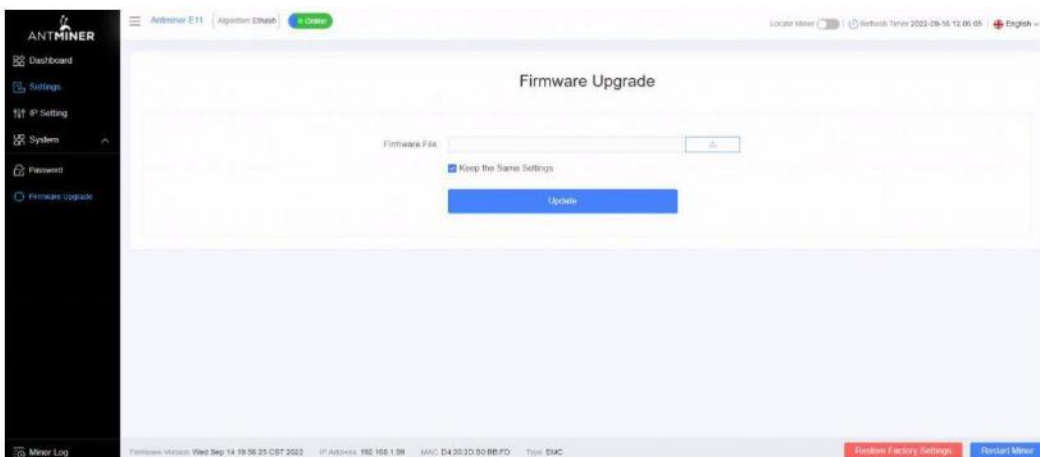 ANTMINER
Antminer E11 Algorithm Ethash Online
Locate Miner Refresh Timer 2022-09-16 12:06:05 English
Dashboard
Settings
IP Setting
System
Password
Firmware Upgrade
Firmware Upgrade
Firmware File
Keep the Same Settings
Update
Miner Log
Firmware Version Wed Sep 14 19:56:25 CST 2022 IP Address 192.168.1.99 MAC Type EMC
Restore Factory Settings Restart Miner